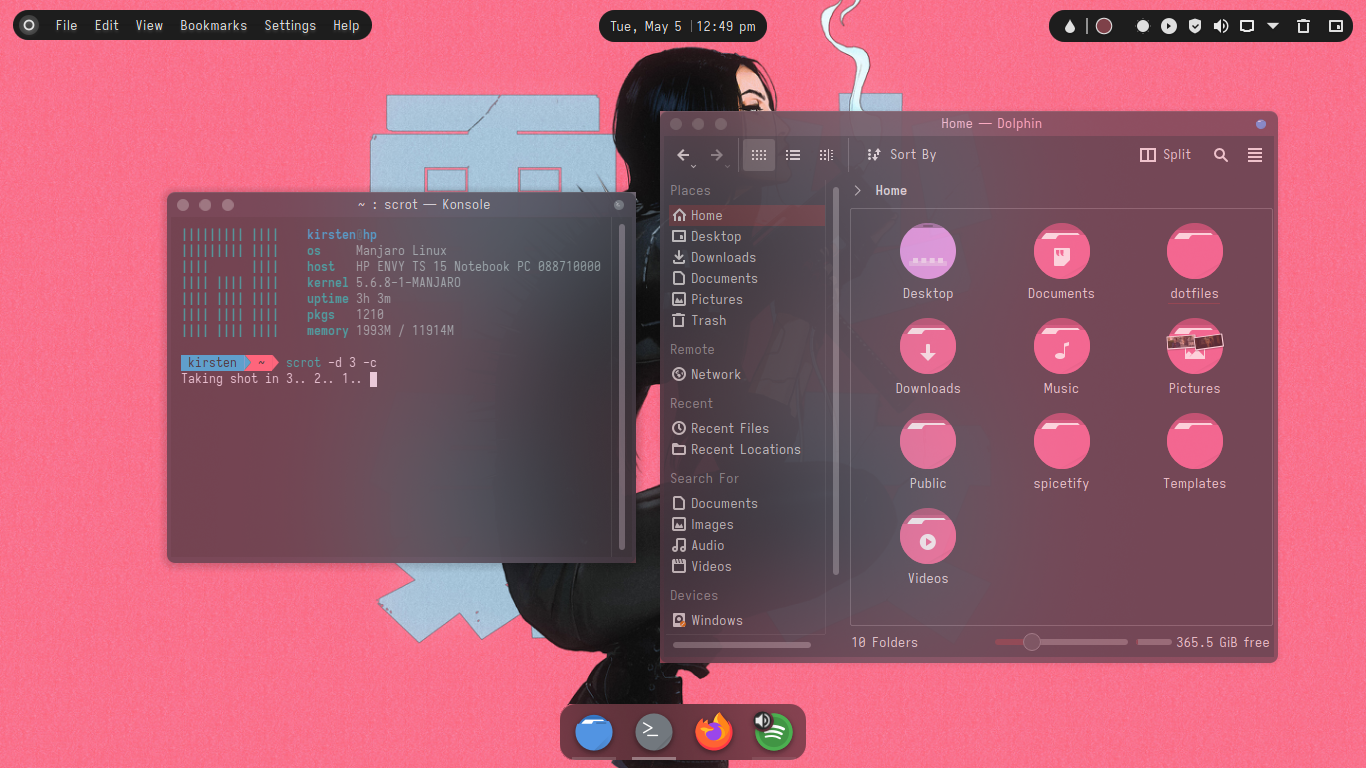 File Edit View Bookmarks Settings Help
Tue, May 5 | 12:49 pm
~ : scrot — Konsole
kirsten@hp
os Manjaro Linux
host HP ENVY TS 15 Notebook PC 088710000
kernel 5.6.8-1-MANJARO
uptime 3h 3m
pkgs 1210
memory 1993M / 11914M
kirsten ~ scrot -d 3 -c
Taking shot in 3.. 2.. 1..
Home — Dolphin
Sort By Split
Places
Home
Desktop
Downloads
Documents
Pictures
Trash
Remote
Network
Recent
Recent Files
Recent Locations
Search For
Documents
Images
Audio
Videos
Devices
Windows
Home
Desktop Documents dotfiles
Downloads Music Pictures
Public spicetify Templates
Videos
10 Folders 365.5 GiB free